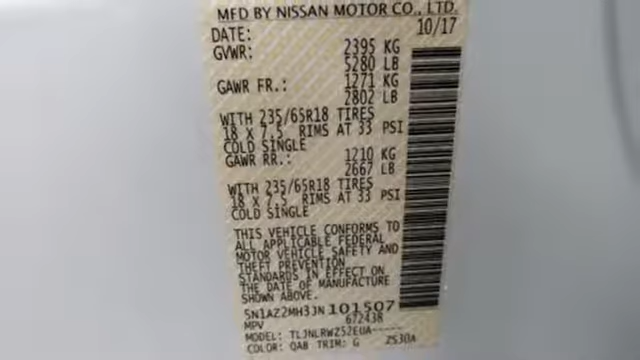 MFD BY NISSAN MOTOR CO., LTD.
DATE: 10/17
GVWR: 2395 KG
5280 LB
GAWR FR.: 1271 KG
2802 LB
WITH 235/65R18 TIRES
18 X 7.5 RIMS AT 33 PSI
COLD SINGLE
GAWR RR.: 1210 KG
2667 LB
WITH 235/65R18 TIRES
18 X 7.5 RIMS AT 33 PSI
COLD SINGLE
THIS VEHICLE CONFORMS TO
ALL APPLICABLE FEDERAL
MOTOR VEHICLE SAFETY AND
THEFT PREVENTION
STANDARDS IN EFFECT ON
THE DATE OF MANUFACTURE
SHOWN ABOVE.
5N1AZ2MH3JN101507
MPV 672438
MODEL: TLJNLRWZ52EUA-----
COLOR: QAB TRIM: G Z530A